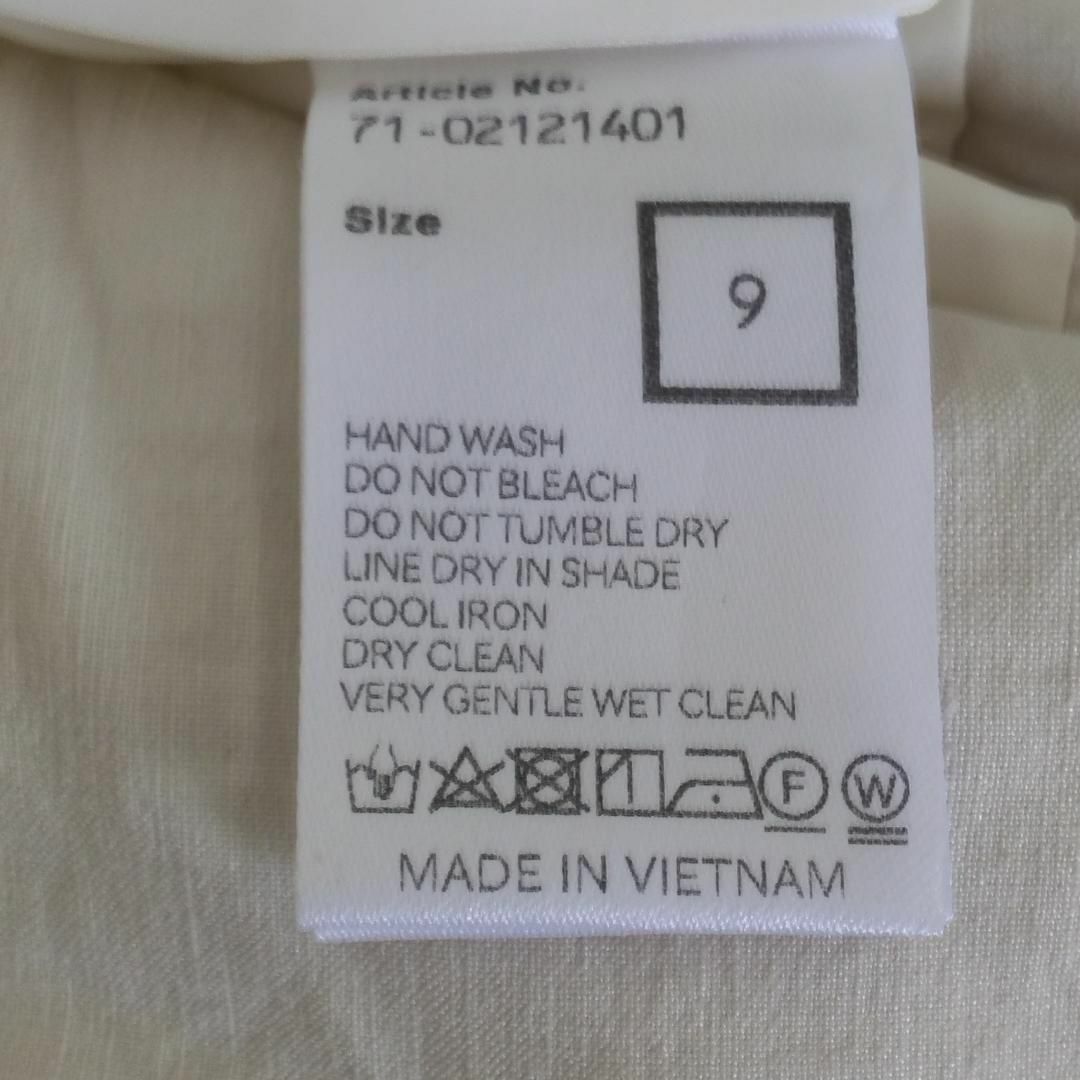 Article No.
71-02121401
Size
9
HAND WASH
DO NOT BLEACH
DO NOT TUMBLE DRY
LINE DRY IN SHADE
COOL IRON
DRY CLEAN
VERY GENTLE WET CLEAN
F W
MADE IN VIETNAM